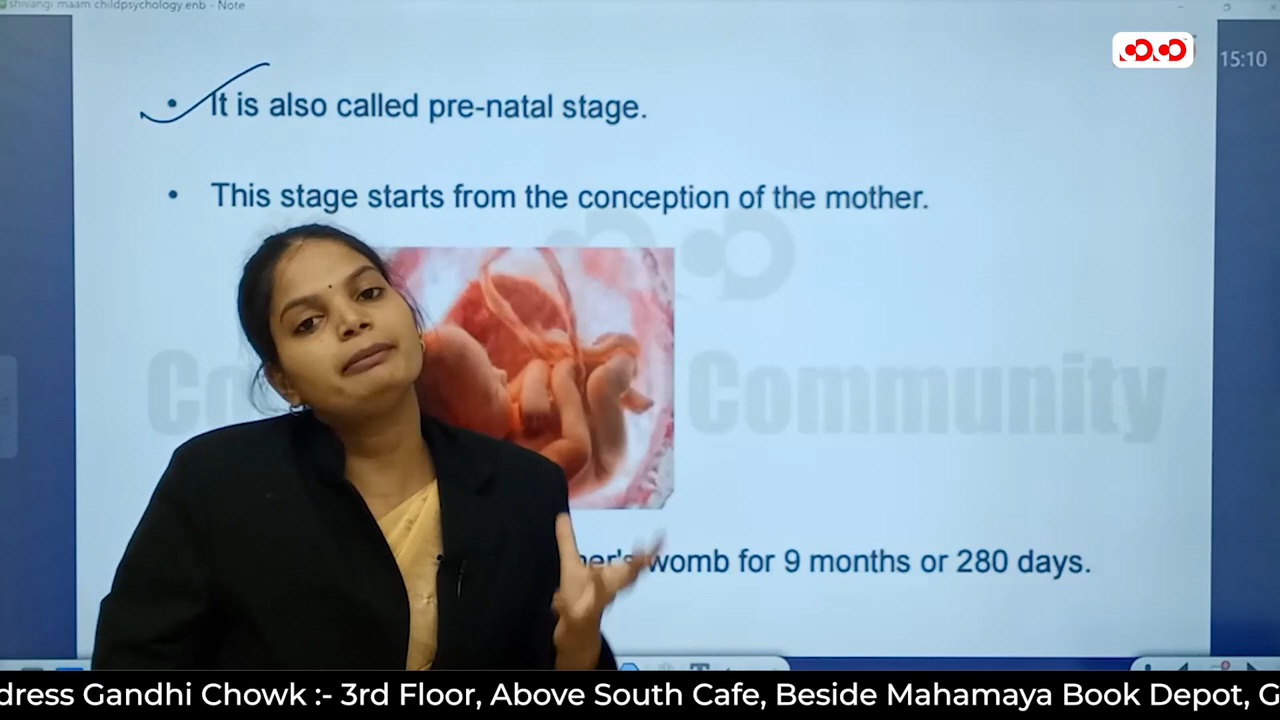 shivangi maam childpsychology.enb - Note
15:10
• It is also called pre-natal stage.
• This stage starts from the conception of the mother.
Community
womb for 9 months or 280 days.
dress Gandhi Chowk :- 3rd Floor, Above South Cafe, Beside Mahamaya Book Depot, G